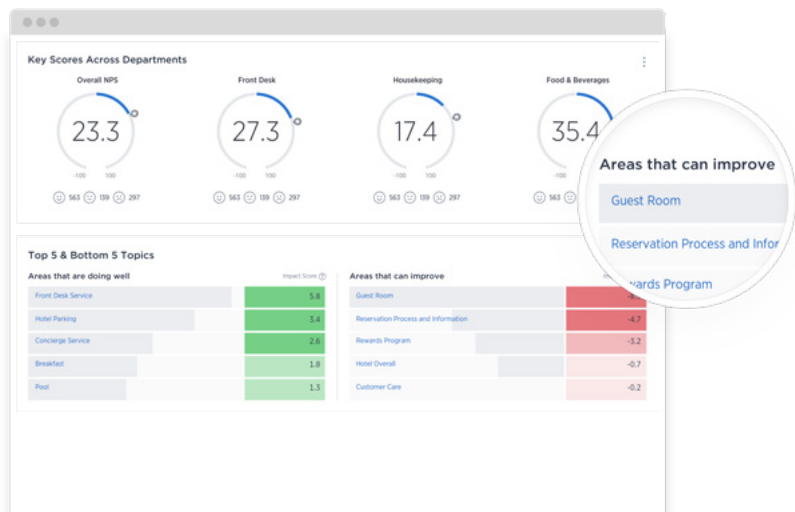 Key Scores Across Departments
Overall NPS
Front Desk
Housekeeping
Food & Beverages
23.3
27.3
17.4
35.4
-100 100
-100 100
-100 100
-100
563 139 297
563 139 297
563 139 297
563
Areas that can improve
Guest Room
Reservation Process and Infor
wards Program
Top 5 & Bottom 5 Topics
Areas that are doing well Impact Score
Front Desk Service 5.8
Hotel Parking 3.4
Concierge Service 2.6
Breakfast 1.8
Pool 1.3
Areas that can improve
Guest Room
Reservation Process and Information -4.7
Rewards Program -3.2
Hotel Overall -0.7
Customer Care -0.2